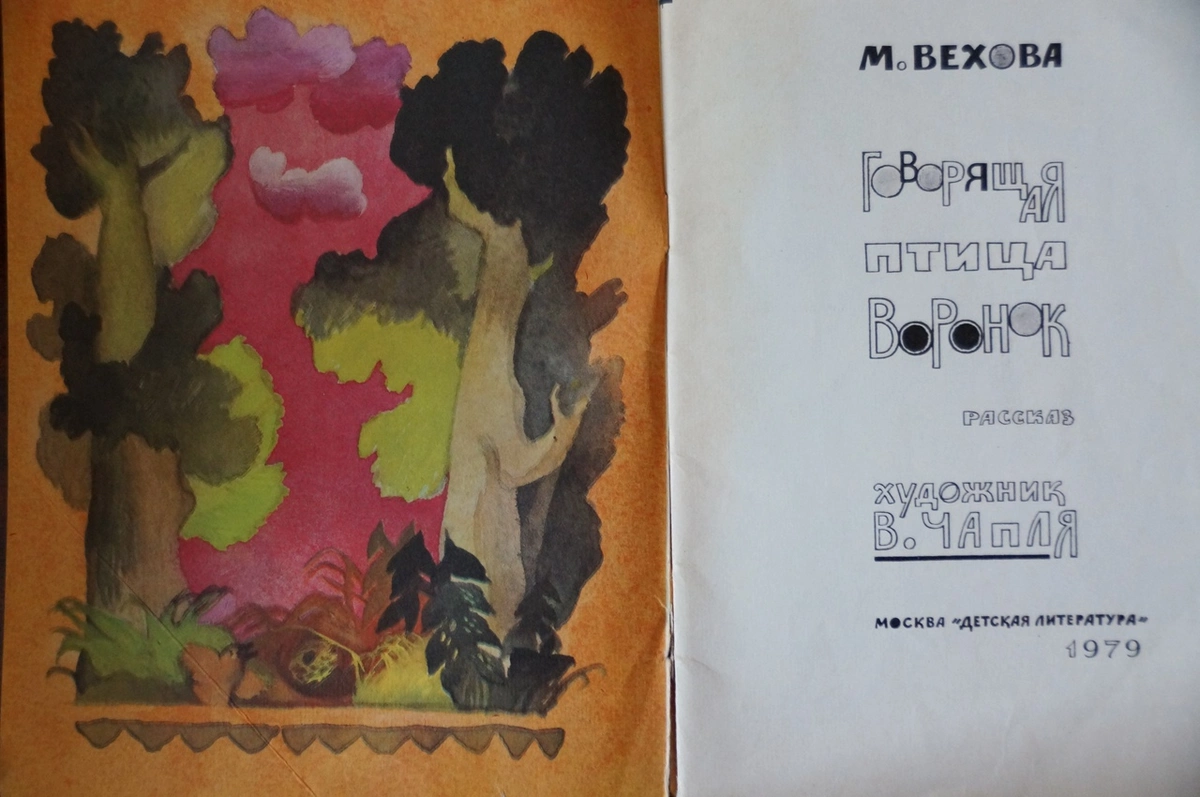 М. ВЕХОВА
ГОВОРЯЩАЯ
ПТИЦА
ВОРОНОК
РАССКАЗ
ХУДОЖНИК
В. ЧАПЛЯ
МОСКВА «ДЕТСКАЯ ЛИТЕРАТУРА»
1979